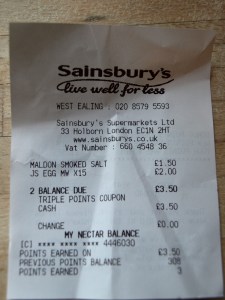 Sainsbury's
live well for less
WEST EALING : 020 8579 5593
Sainsbury's Supermarkets Ltd
33 Holborn London EC1N 2HT
www.sainsburys.co.uk
Vat Number : 660 4548 36
MALDON SMOKED SALT £1.50
JS EGG MW X15 £2.00
2 BALANCE DUE £3.50
TRIPLE POINTS COUPON
CASH £3.50
CHANGE £0.00
MY NECTAR BALANCE
[C] **** **** **** 4446030
POINTS EARNED ON £3.50
PREVIOUS POINTS BALANCE 308
POINTS EARNED 3